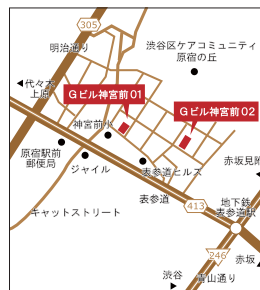 305
明治通り
渋谷区ケアコミュニティ
原宿の丘
代々木
上原
Gビル神宮前01
Gビル神宮前02
神宮前小
原宿駅前
郵便局
ジャイル
表参道ヒルズ
赤坂見附
表参道
413
キャットストリート
地下鉄
表参道駅
246
渋谷
青山通り
赤坂